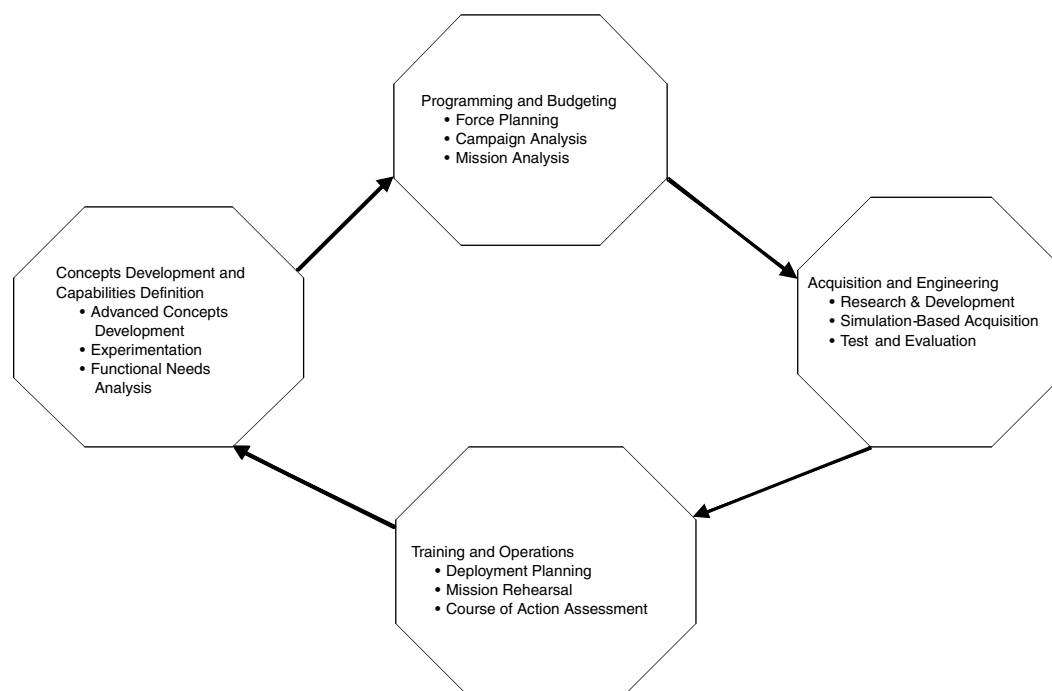 Programming and Budgeting
• Force Planning
• Campaign Analysis
• Mission Analysis
Concepts Development and
Capabilities Definition
• Advanced Concepts
Development
• Experimentation
• Functional Needs
Analysis
Acquisition and Engineering
• Research & Development
• Simulation-Based Acquisition
• Test and Evaluation
Training and Operations
• Deployment Planning
• Mission Rehearsal
• Course of Action Assessment